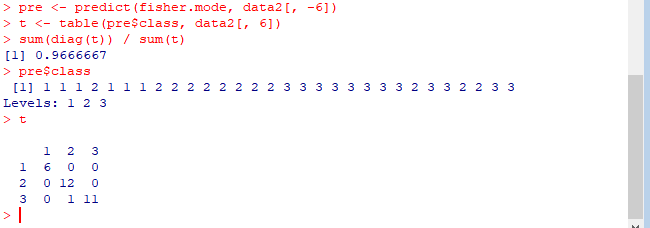 > pre <- predict(fisher.mode, data2[, -6])
> t <- table(pre$class, data2[, 6])
> sum(diag(t)) / sum(t)
[1] 0.9666667
> pre$class
 [1] 1 1 1 2 1 1 1 2 2 2 2 2 2 2 2 3 3 3 3 3 3 3 3 2 3 3 2 2 3 3
Levels: 1 2 3
> t
     1  2  3
  1  6  0  0
  2  0 12  0
  3  0  1 11
>